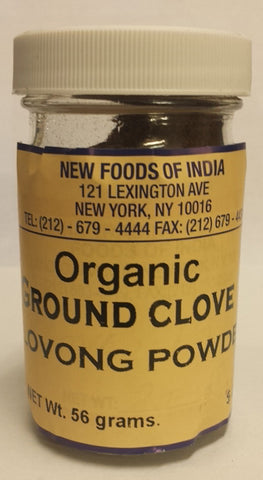 NEW FOODS OF INDIA
121 LEXINGTON AVE
NEW YORK, NY 10016
TEL: (212) - 679 - 4444 FAX: (212) 679 - 
Organic
GROUND CLOVE
LOVONG POWDE
NET Wt. 56 grams.